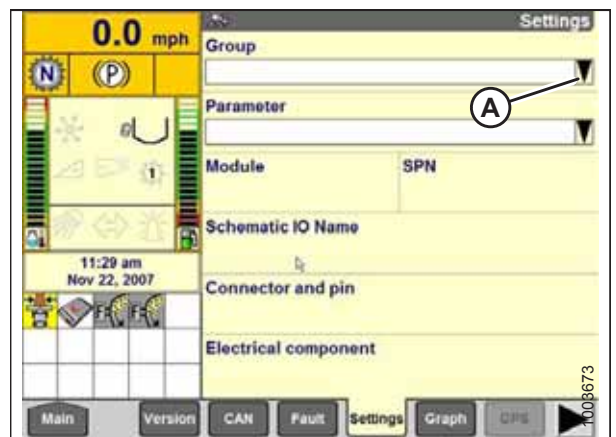 0.0 mph
N (P)
1
11:29 am
Nov 22, 2007
Settings
Group
A
Parameter
Module SPN
Schematic IO Name
Connector and pin
Electrical component
Main Version CAN Fault Settings Graph GPS
1003673